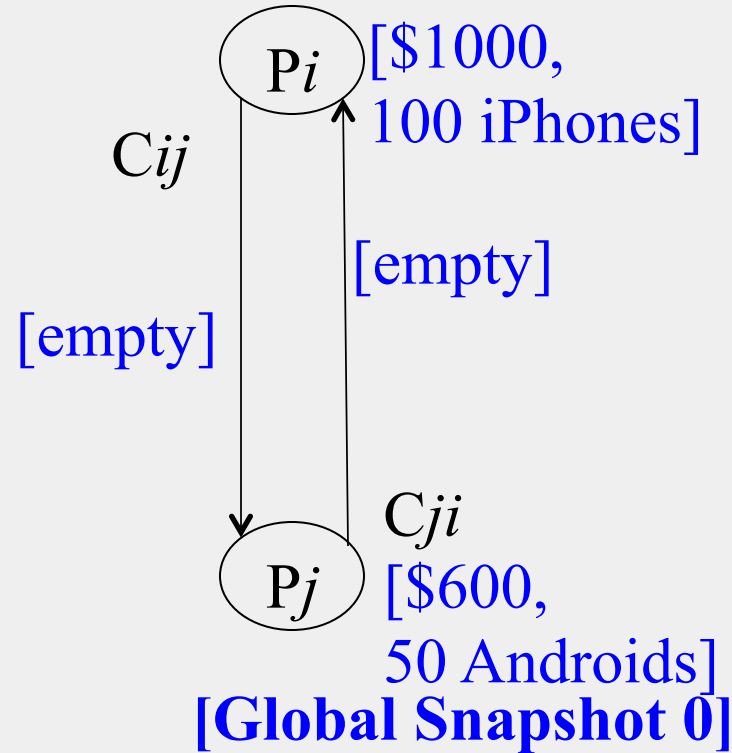 Pi
[$1000,
100 iPhones]
Cij
[empty]
[empty]
Cji
Pj
[$600,
50 Androids]
[Global Snapshot 0]